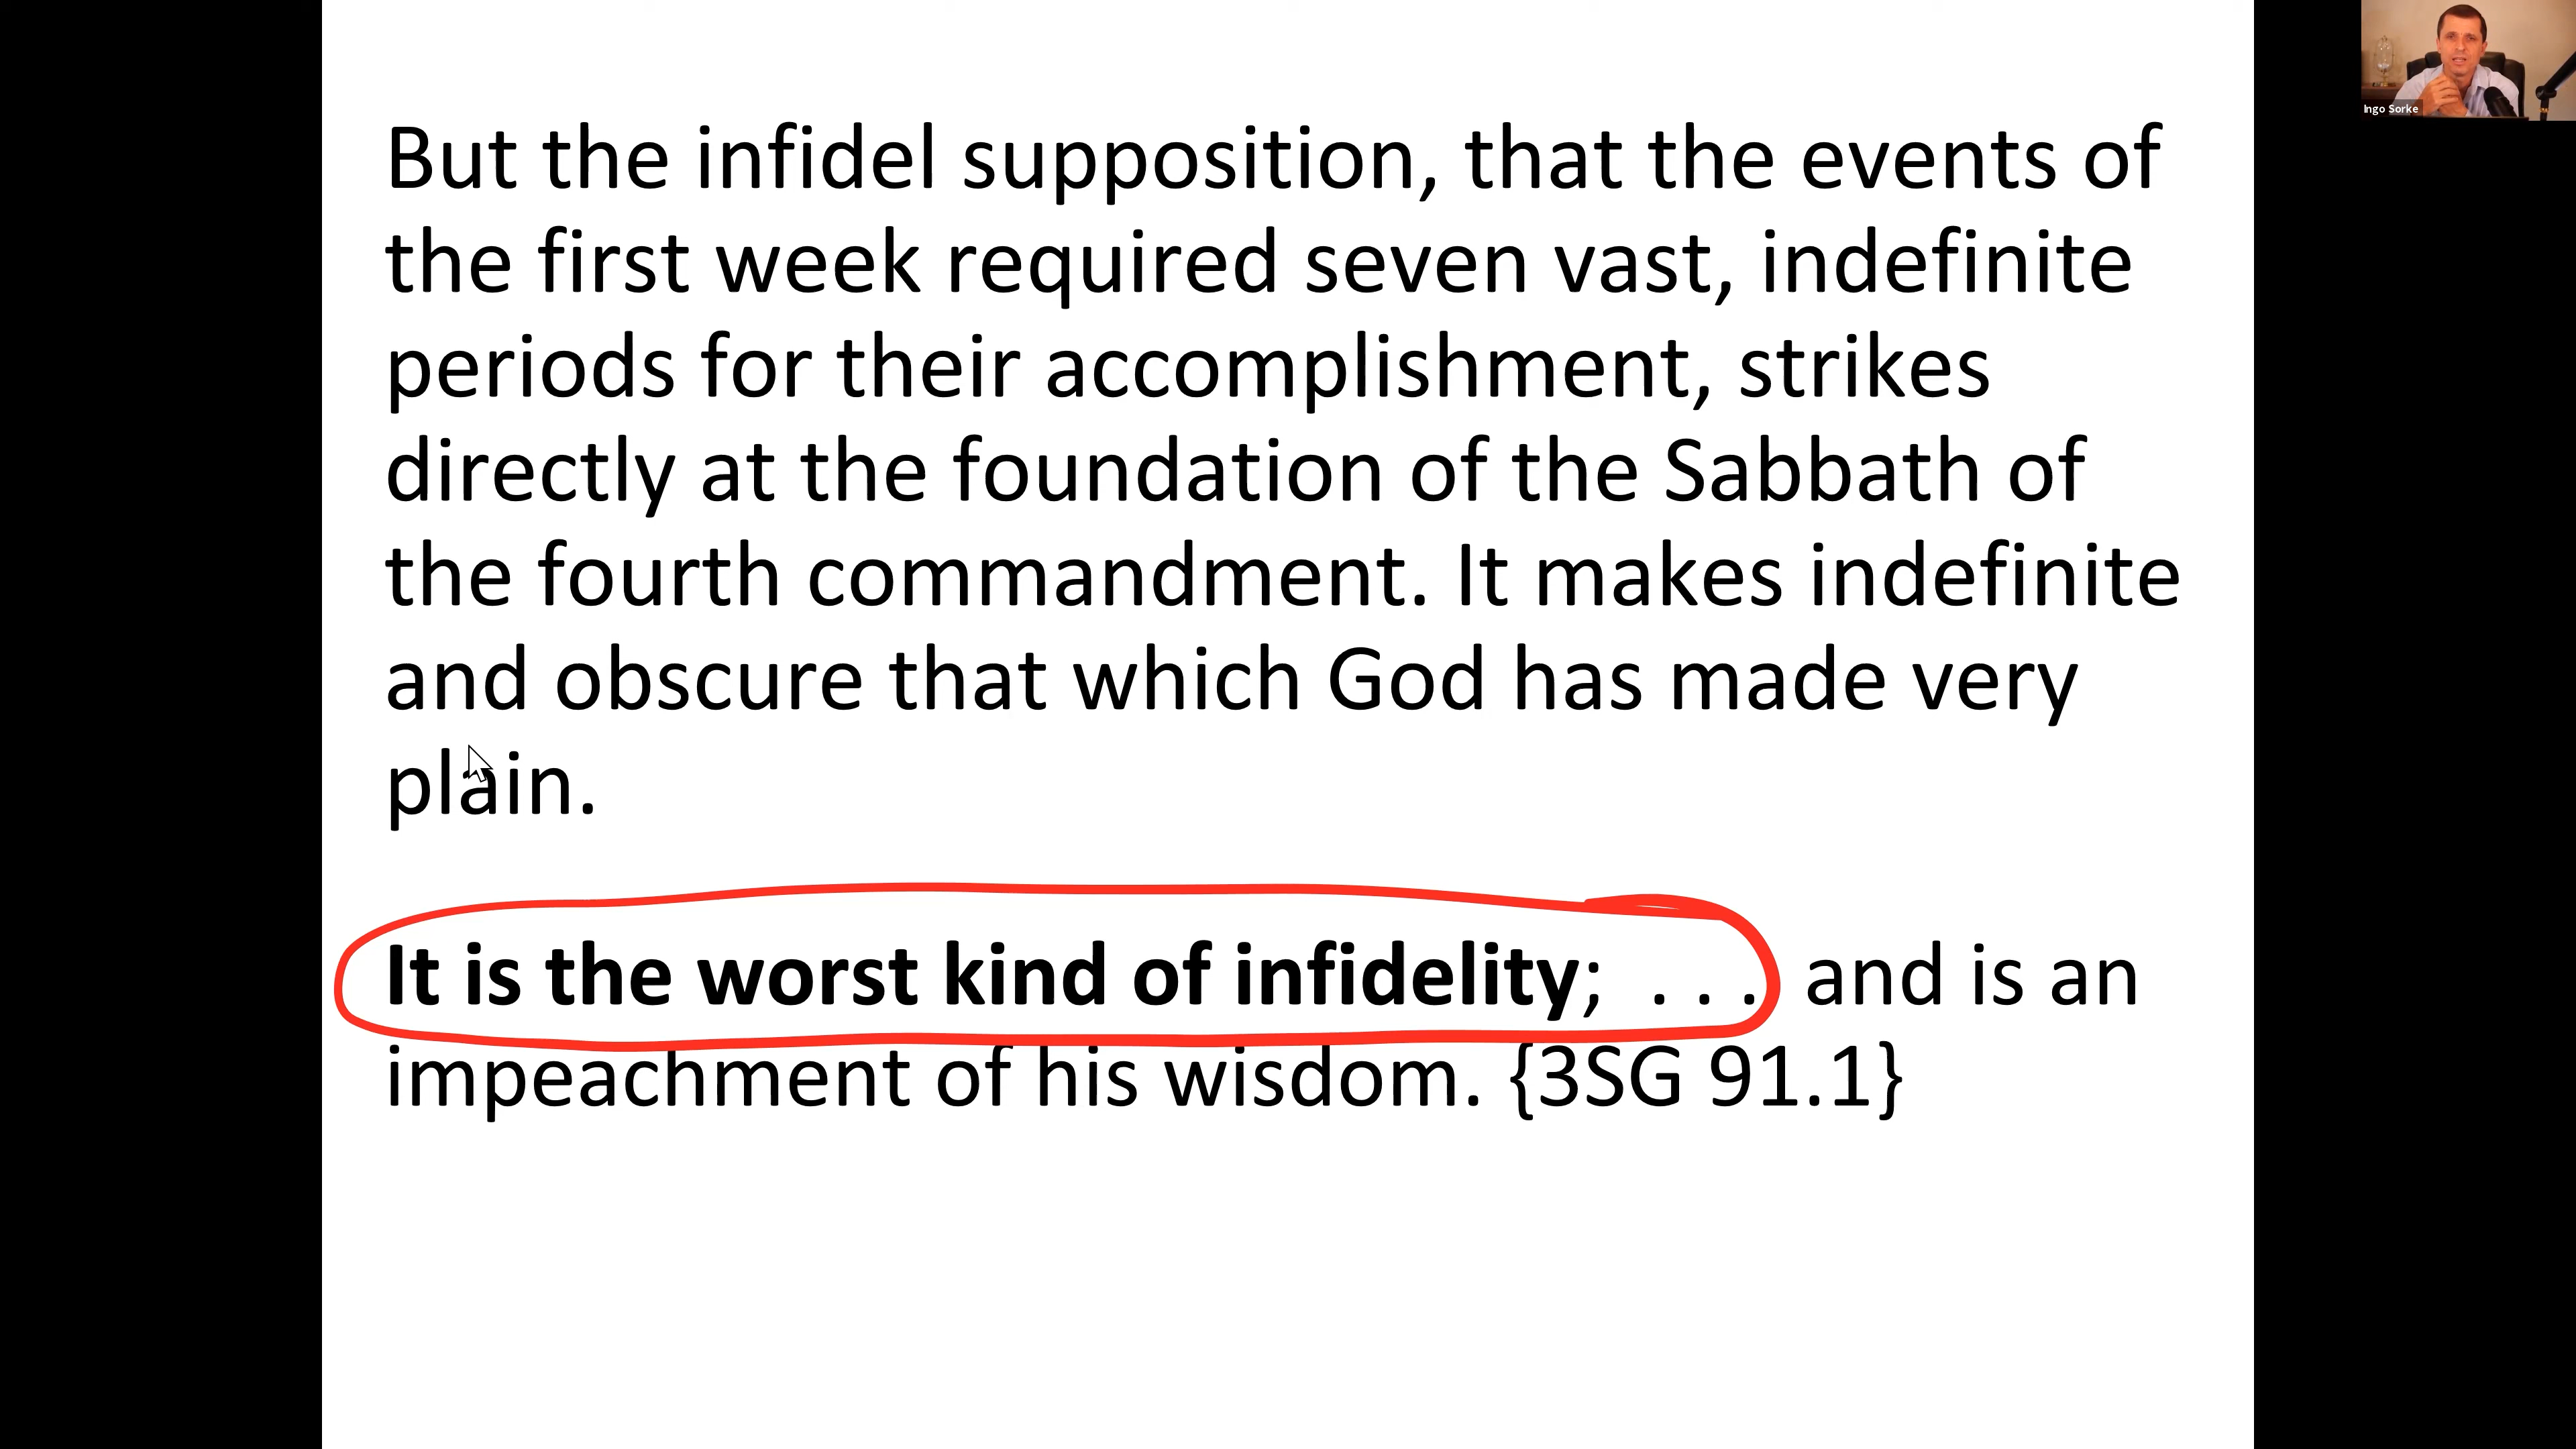 But the infidel supposition, that the events of
the first week required seven vast, indefinite
periods for their accomplishment, strikes
directly at the foundation of the Sabbath of
the fourth commandment. It makes indefinite
and obscure that which God has made very
plain.
It is the worst kind of infidelity;  . . .  and is an
impeachment of his wisdom. {3SG 91.1}
Ingo Sorke